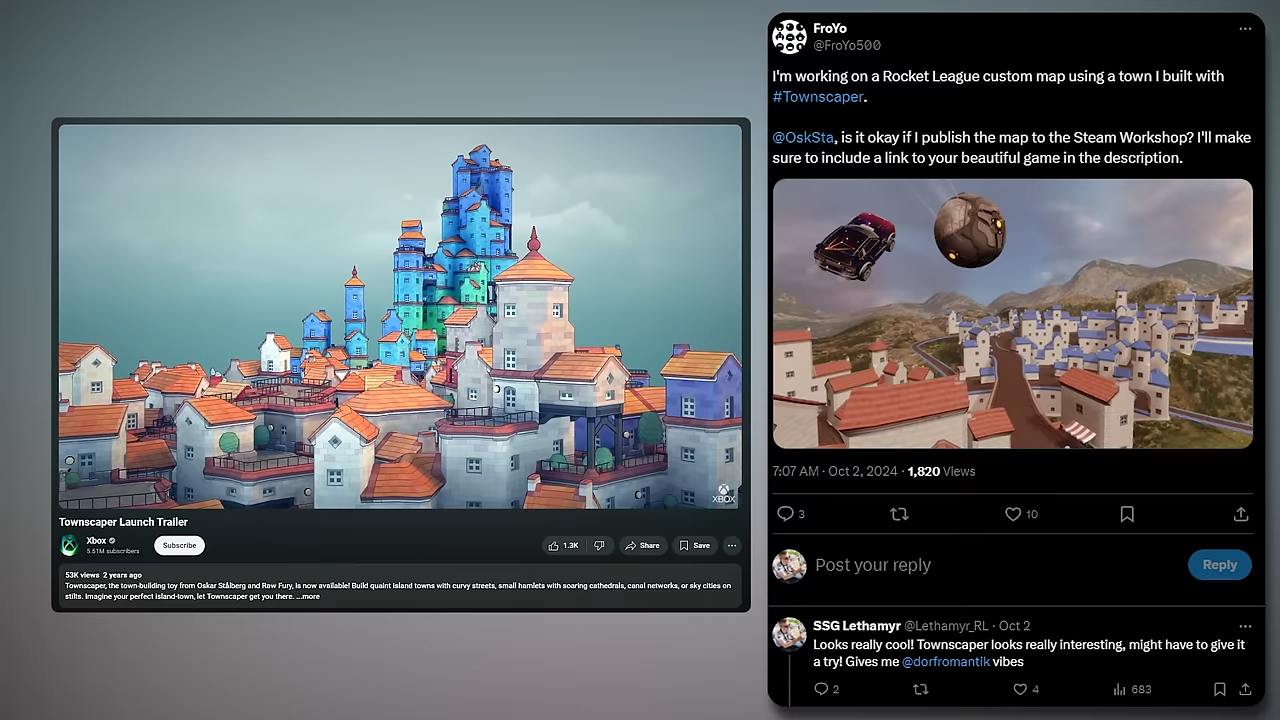 XBOX
Townscaper Launch Trailer
Xbox
5.51M subscribers
Subscribe
1.3K
Share
Save
53K views 2 years ago
Townscaper, the town-building toy from Oskar Stålberg and Raw Fury, is now available! Build quaint island towns with curvy streets, small hamlets with soaring cathedrals, canal networks, or sky cities on
stilts. Imagine your perfect island-town, let Townscaper get you there. ...more
FroYo
@FroYo500
I'm working on a Rocket League custom map using a town I built with
#Townscaper.
@OskSta, is it okay if I publish the map to the Steam Workshop? I'll make
sure to include a link to your beautiful game in the description.
7:07 AM · Oct 2, 2024 · 1,820 Views
3
10
Post your reply
Reply
SSG Lethamyr @Lethamyr_RL · Oct 2
Looks really cool! Townscaper looks really interesting, might have to give it
a try! Gives me @dorfromantik vibes
2
4
683